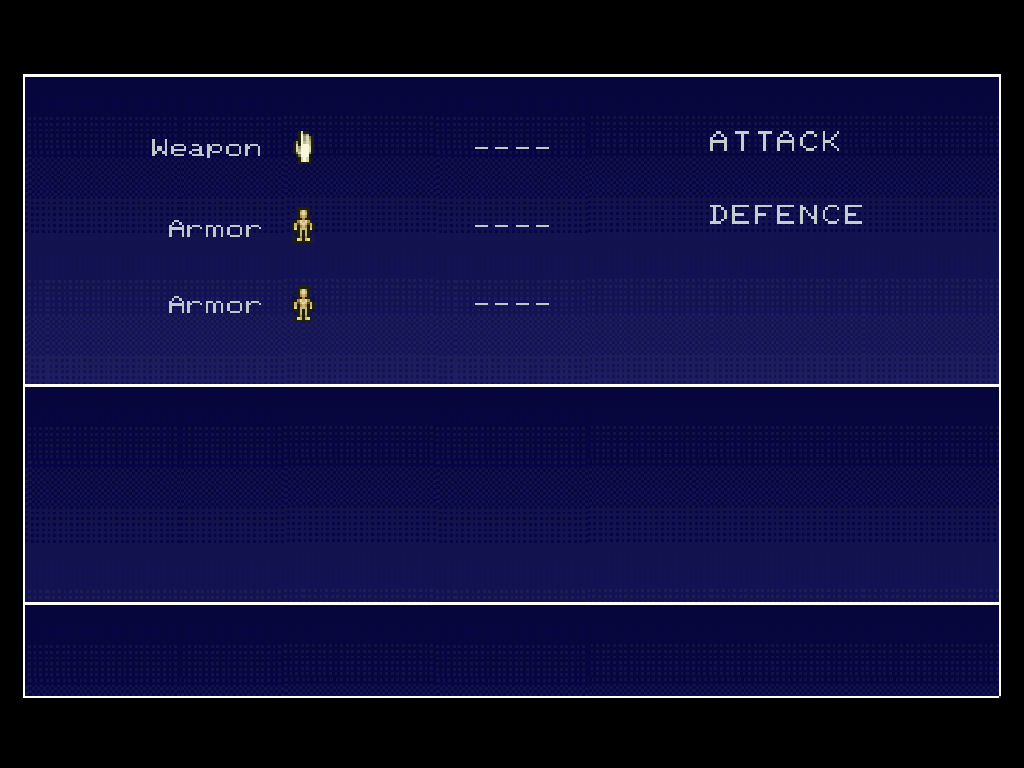 Weapon ---- ATTACK
Armor ---- DEFENCE
Armor ----